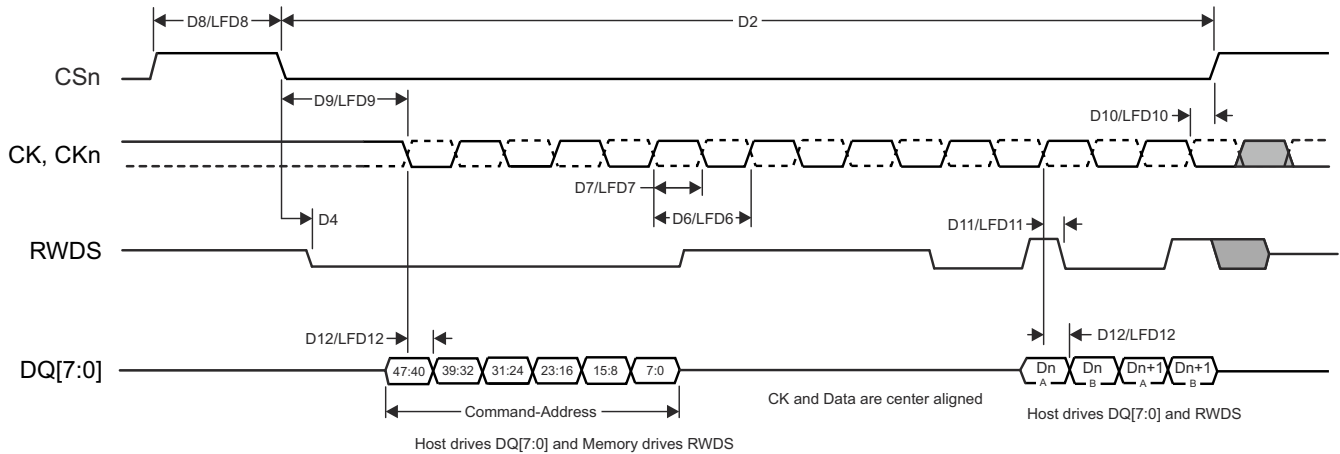 D8/LFD8
D2
CSn
D9/LFD9
D10/LFD10
CK, CKn
D7/LFD7
D4
D6/LFD6
D11/LFD11
RWDS
D12/LFD12
D12/LFD12
DQ[7:0]
47:40 39:32 31:24 23:16 15:8 7:0
Dn Dn Dn+1 Dn+1
A B A B
Command-Address
CK and Data are center aligned
Host drives DQ[7:0] and RWDS
Host drives DQ[7:0] and Memory drives RWDS